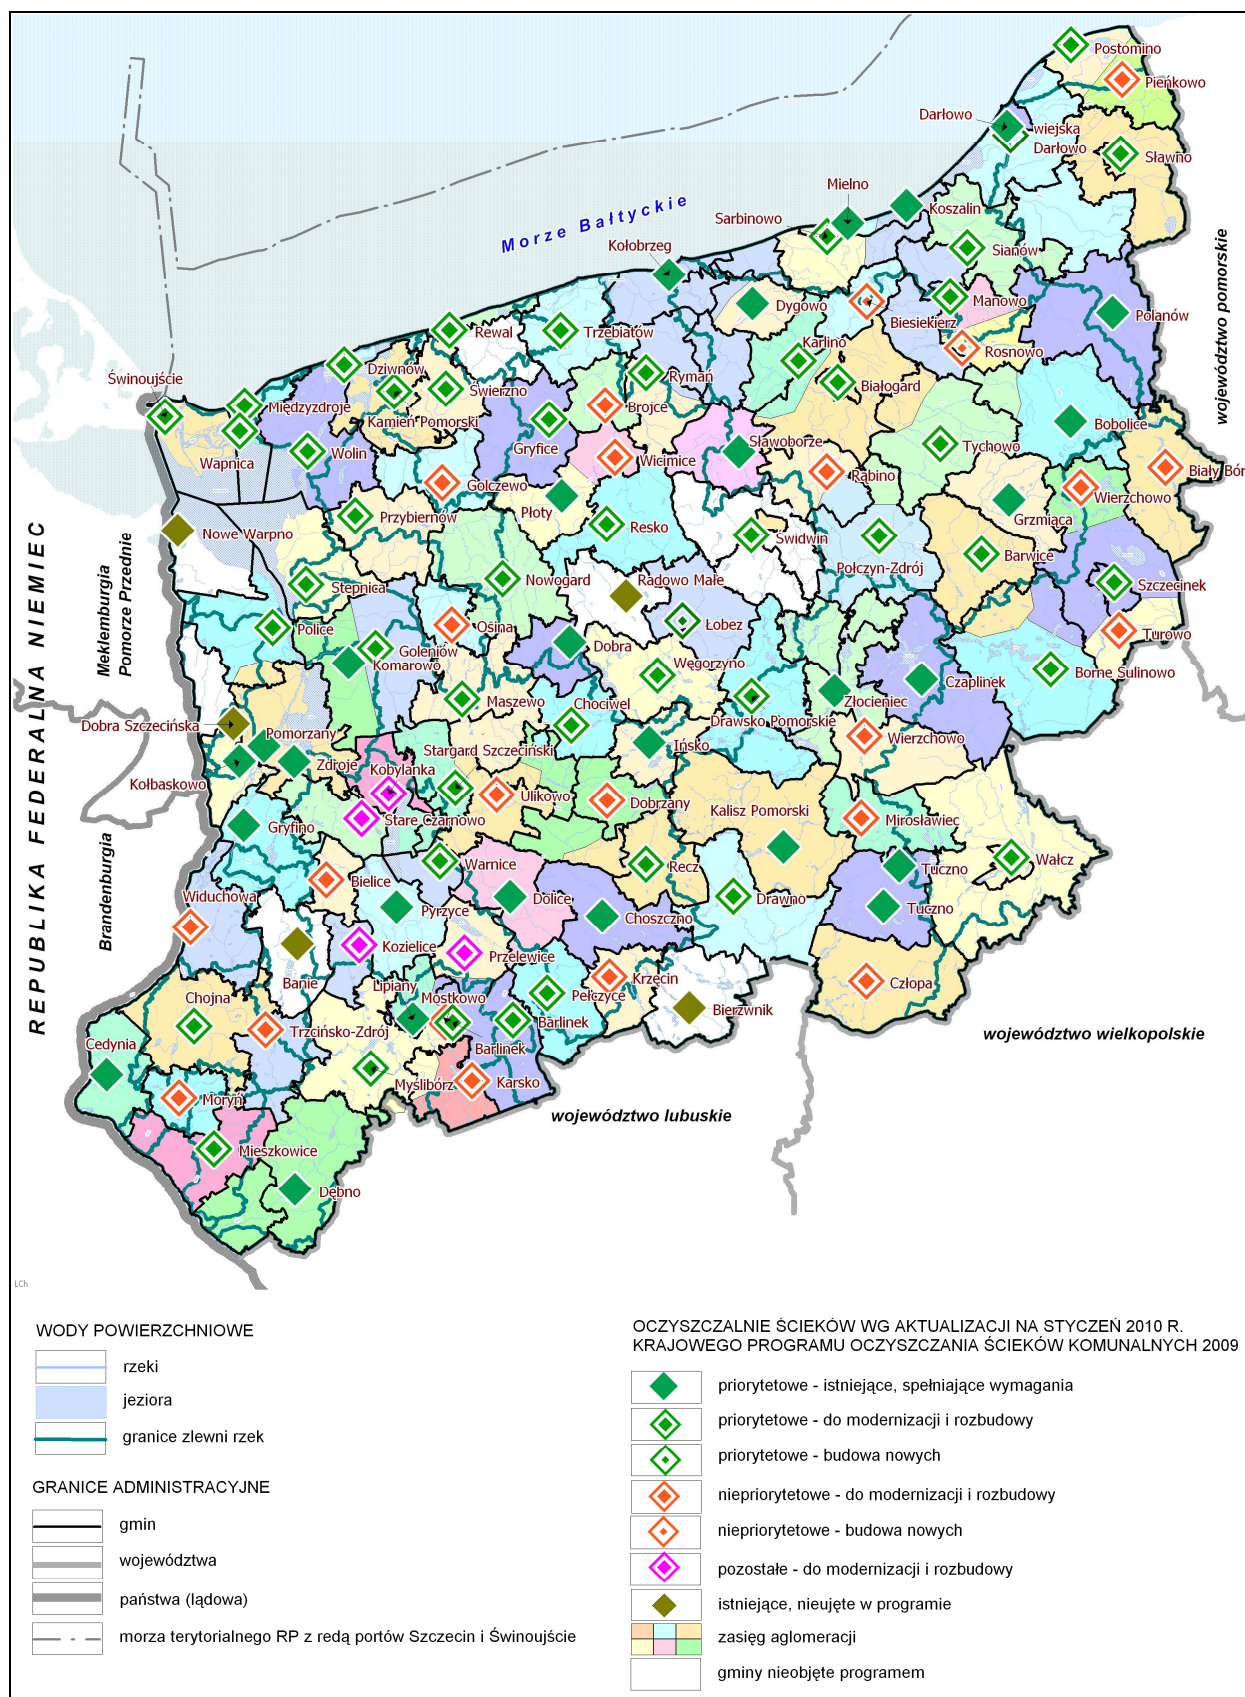 Postomino
Pieńkowo
Darłowo
wiejska
Darłowo
Sławno
Mielno
Koszalin
Sarbinowo
Morze Bałtyckie
Sianów
Kołobrzeg
województwo pomorskie
Dygowo
Manowo
Polanów
Biesiekierz
Rewal
Trzebiatów
Karlino
Rosnowo
Świnoujście
Dziwnów
Rymań
Białogard
Świerzno
Międzyzdroje
Kamień Pomorski
Brojce
Gryfice
Bobolice
Wapnica
Wolin
Sławoborze
Tychowo
Wicimice
Golczewo
Rąbino
Biały Bór
Wierzchowo
Płoty
Grzmiąca
Przybiernów
Resko
Nowe Warpno
Świdwin
Barwice
Połczyn-Zdrój
REPUBLIKA FEDERALNA NIEMIEC
Meklemburgia
Pomorze Przednie
Stepnica
Nowogard
Radowo Małe
Szczecinek
Police
Osina
Łobez
Turowo
Goleniów
Dobra
Komarowo
Węgorzyno
Borne Sulinowo
Czaplinek
Maszewo
Chociwel
Złocieniec
Dobra Szczecińska
Drawsko Pomorskie
Pomorzany
Stargard Szczeciński
Ińsko
Wierzchowo
Zdroje
Kobylanka
Kołbaskowo
Ulikowo
Dobrzany
Kalisz Pomorski
Stare Czarnowo
Mirosławiec
Gryfino
Brandenburgia
Warnice
Recz
Wałcz
Tuczno
Bielice
Widuchowa
Dolice
Drawno
Pyrzyce
Choszczno
Tuczno
Kozielice
Przelewice
Banie
Lipiany
Krzęcin
Człopa
Chojna
Mostkowo
Pełczyce
Bierzwnik
Trzcińsko-Zdrój
Barlinek
województwo wielkopolskie
Cedynia
Barlinek
Myślibórz
Karsko
Moryń
województwo lubuskie
Mieszkowice
Dębno
LCh
WODY POWIERZCHNIOWE
rzeki
jeziora
granice zlewni rzek
GRANICE ADMINISTRACYJNE
gmin
województwa
państwa (lądowa)
morza terytorialnego RP z redą portów Szczecin i Świnoujście
OCZYSZCZALNIE ŚCIEKÓW WG AKTUALIZACJI NA STYCZEŃ 2010 R.
KRAJOWEGO PROGRAMU OCZYSZCZANIA ŚCIEKÓW KOMUNALNYCH 2009
priorytetowe - istniejące, spełniające wymagania
priorytetowe - do modernizacji i rozbudowy
priorytetowe - budowa nowych
niepriorytetowe - do modernizacji i rozbudowy
niepriorytetowe - budowa nowych
pozostałe - do modernizacji i rozbudowy
istniejące, nieujęte w programie
zasięg aglomeracji
gminy nieobjęte programem